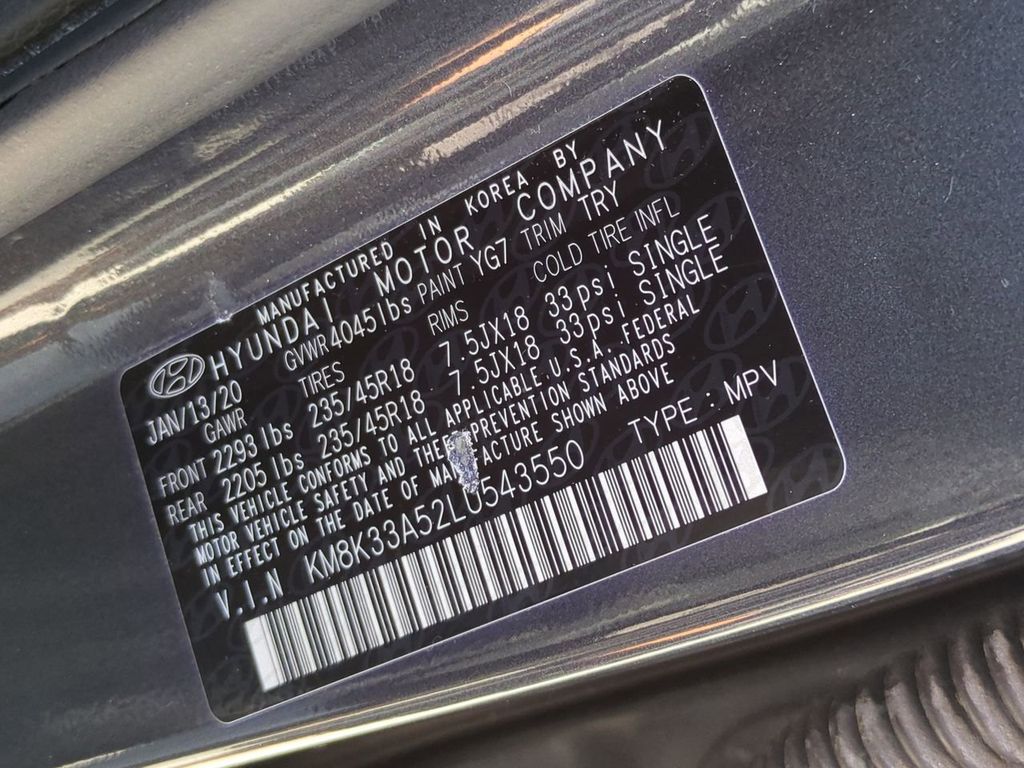 MANUFACTURED IN KOREA BY
HYUNDAI MOTOR COMPANY
JAN/13/20 GVWR 4045lbs PAINT YG7 TRIM TRY
GAWR TIRES RIMS COLD TIRE INFL
FRONT 2293 lbs 235/45R18 7.5JX18 33psi SINGLE
REAR 2205 lbs 235/45R18 7.5JX18 33psi SINGLE
THIS VEHICLE CONFORMS TO ALL APPLICABLE U.S.A. FEDERAL
MOTOR VEHICLE SAFETY AND THEFT PREVENTION STANDARDS
IN EFFECT ON THE DATE OF MANUFACTURE SHOWN ABOVE
V.I.N KM8K33A52LU543550 TYPE : MPV